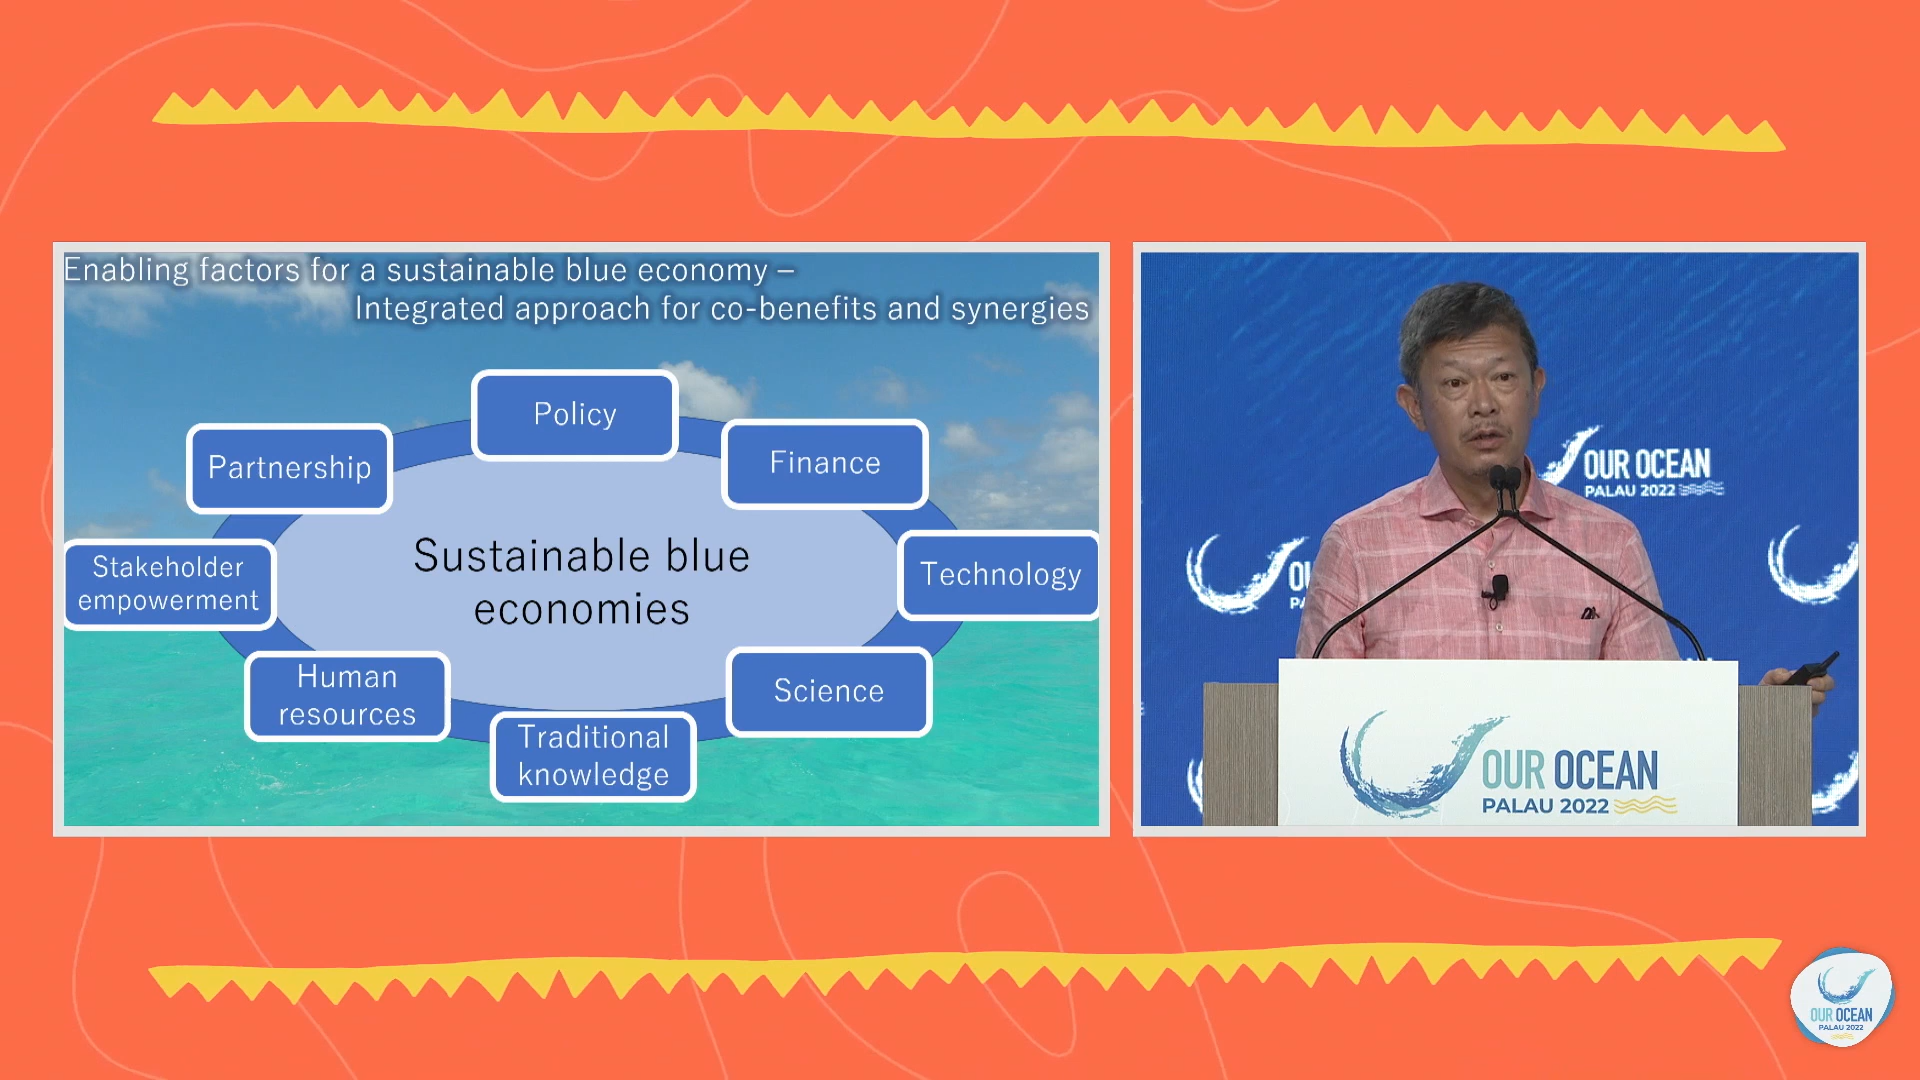 Enabling factors for a sustainable blue economy –
Integrated approach for co-benefits and synergies
Policy
Partnership
Finance
Sustainable blue
economies
Stakeholder
empowerment
Technology
Human
resources
Science
Traditional
knowledge
OUR OCEAN
PALAU 2022
OUR OCEAN
PALAU 2022
OUR OCEAN
PALAU 2022